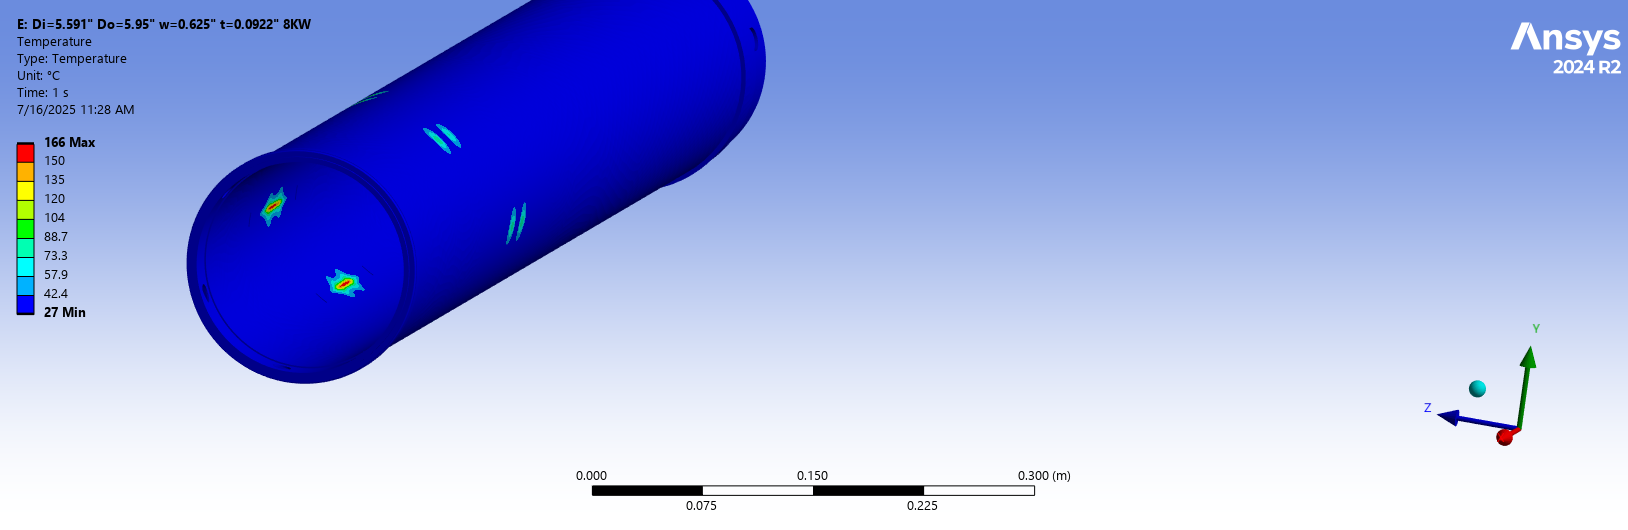 E: Di=5.591" Do=5.95" w=0.625" t=0.0922" 8KW
Temperature
Type: Temperature
Unit: °C
Time: 1 s
7/16/2025 11:28 AM
166 Max
150
135
120
104
88.7
73.3
57.9
42.4
27 Min
Ansys
2024 R2
Y
Z
0.000 0.150 0.300 (m)
0.075 0.225